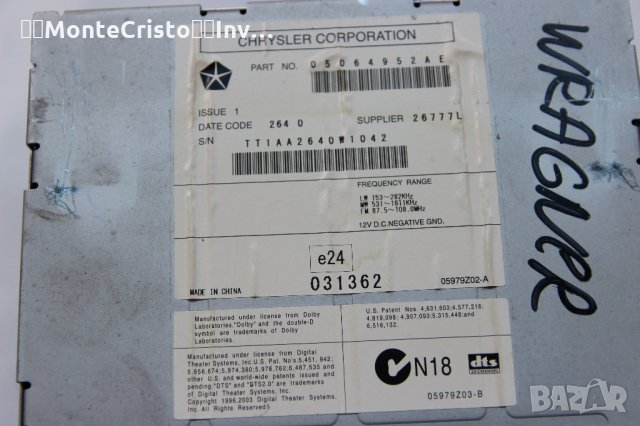 MonteCristo Inv...
CHRYSLER CORPORATION
PART NO. 05064952AE
ISSUE 1
DATE CODE 2640 SUPPLIER 26777L
S/N TT1AA2640W1042
FREQUENCY RANGE
LW 153~282KHz
MW 531~1611KHz
FM 87.5~108.0MHz
12V D.C.NEGATIVE GND.
e24
031362
MADE IN CHINA
05979Z02-A
Manufactured under license from Dolby
Laboratories."Dolby" and the double-D
symbol are trademarks of Dolby
Laboratories.
Manufactured under license from Digital
Theater Systems, Inc.U.S.Pat. No's.5,451,942;
5,956,674;5,974,380;5,978,762;6,487,535 and
other U.S. and world-wide patents issued and
pending."DTS" and "DTS2.0" are trademarks
of Digital Theater Systems, Inc.
Copyright 1996,2003 Digital Theater Systems,
Inc. All Rights Reserved.
U.S. Patent Nos. 4,631,603;4,577,216;
4,819,098; 4,907,093;5,315,448;and
6,516,132.
N18
dts
05979Z03-B
WRAGNER
BAZAR